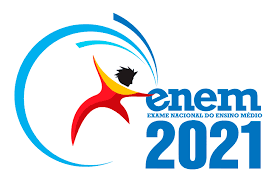 enem
EXAME NACIONAL DO ENSINO MÉDIO
2021